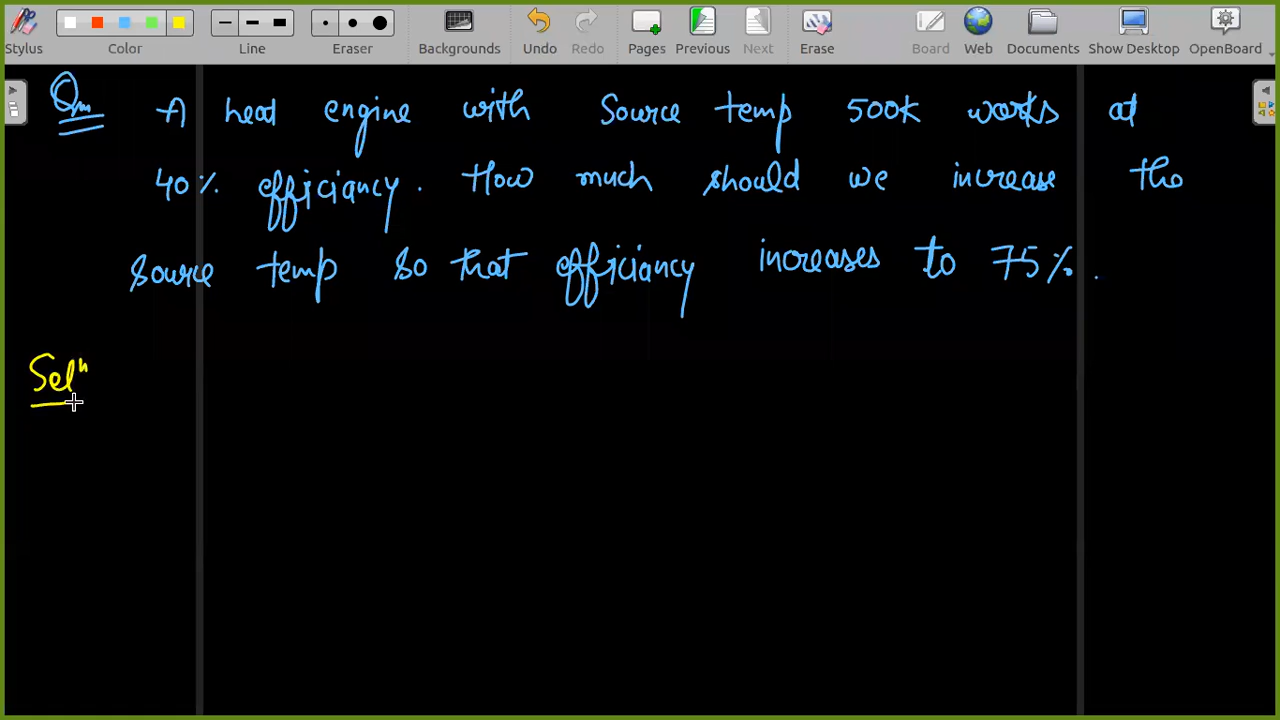 Stylus Color Line Eraser Backgrounds Undo Redo Pages Previous Next Erase Board Web Documents Show Desktop OpenBoard
Qn A heat engine with Source temp 500K works at
40% efficiancy. How much should we increase the
source temp so that efficiancy increases to 75%.
Solⁿ